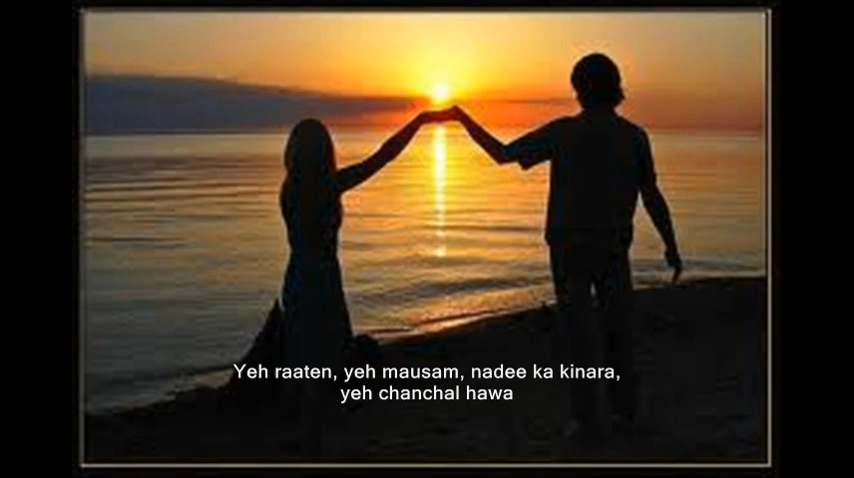 Yeh raaten, yeh mausam, nadee ka kinara,
yeh chanchal hawa